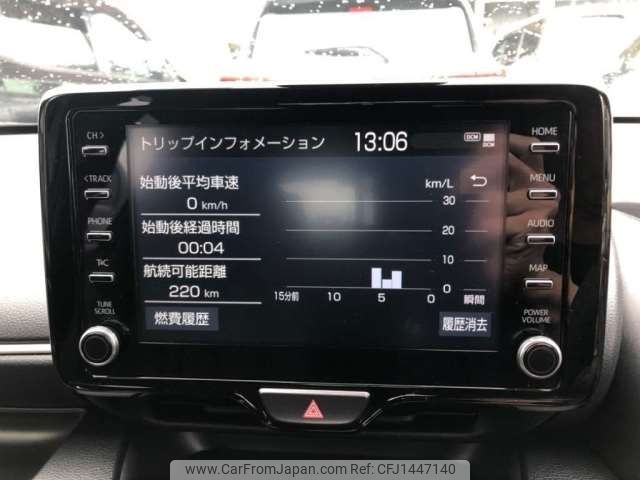 CH >
< TRACK
PHONE
TUNE
SCROLL
トリップインフォメーション 13:06
DCM
DCM
始動後平均車速
0 km/h
始動後経過時間
00:04
航続可能距離
220 km
km/L
30
20
10
0
15分前 10 5 0 瞬間
燃費履歴
履歴消去
HOME
MENU
AUDIO
MAP
POWER
VOLUME
www.CarFromJapan.com - CFJ1447140